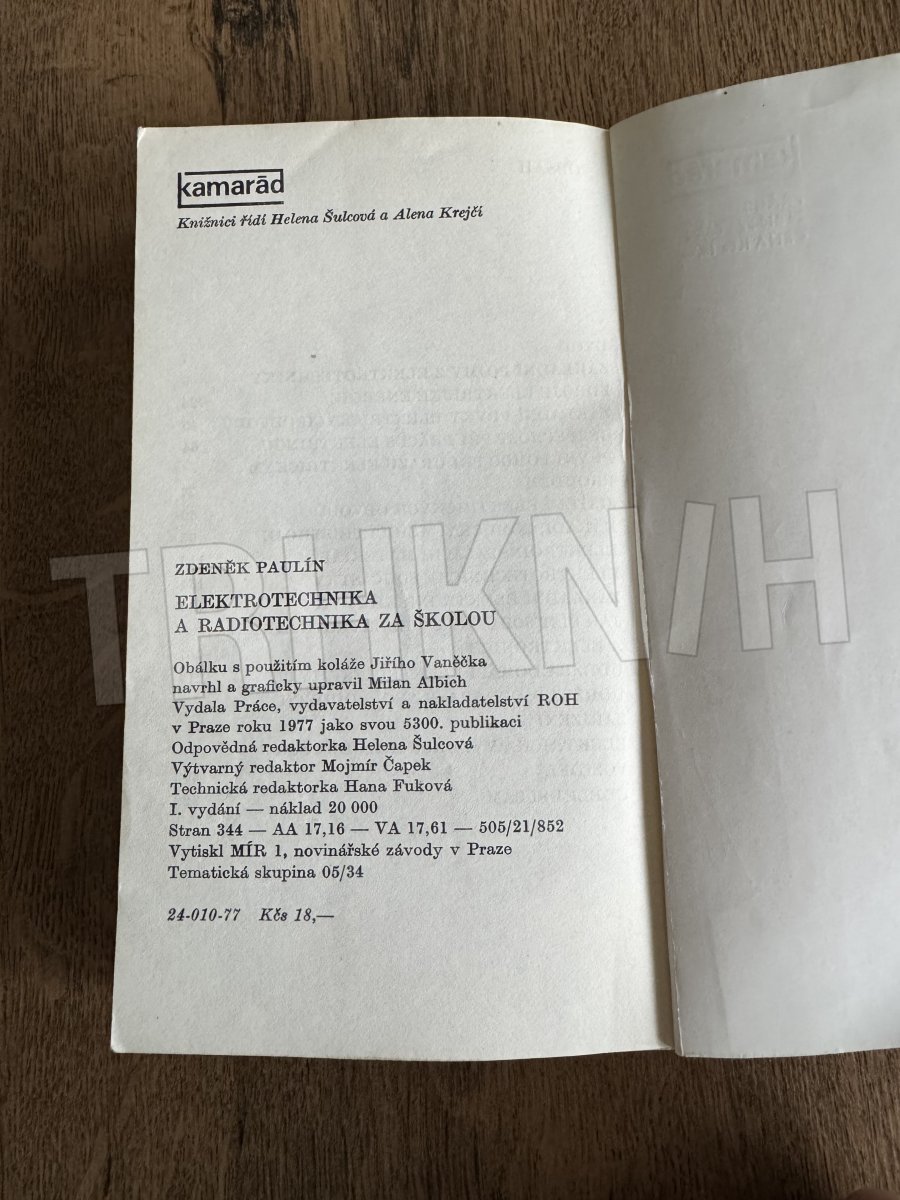 kamarád
Knižnici řídí Helena Šulcová a Alena Krejčí
ZDENĚK PAULÍN
ELEKTROTECHNIKA
A RADIOTECHNIKA ZA ŠKOLOU
Obálku s použitím koláže Jiřího Vaněčka
navrhl a graficky upravil Milan Albich
Vydala Práce, vydavatelství a nakladatelství ROH
v Praze roku 1977 jako svou 5300. publikaci
Odpovědná redaktorka Helena Šulcová
Výtvarný redaktor Mojmír Čapek
Technická redaktorka Hana Fuková
I. vydání — náklad 20 000
Stran 344 — AA 17,16 — VA 17,61 — 505/21/852
Vytiskl MÍR 1, novinářské závody v Praze
Tematická skupina 05/34
24-010-77 Kčs 18,—
TRHKNIH